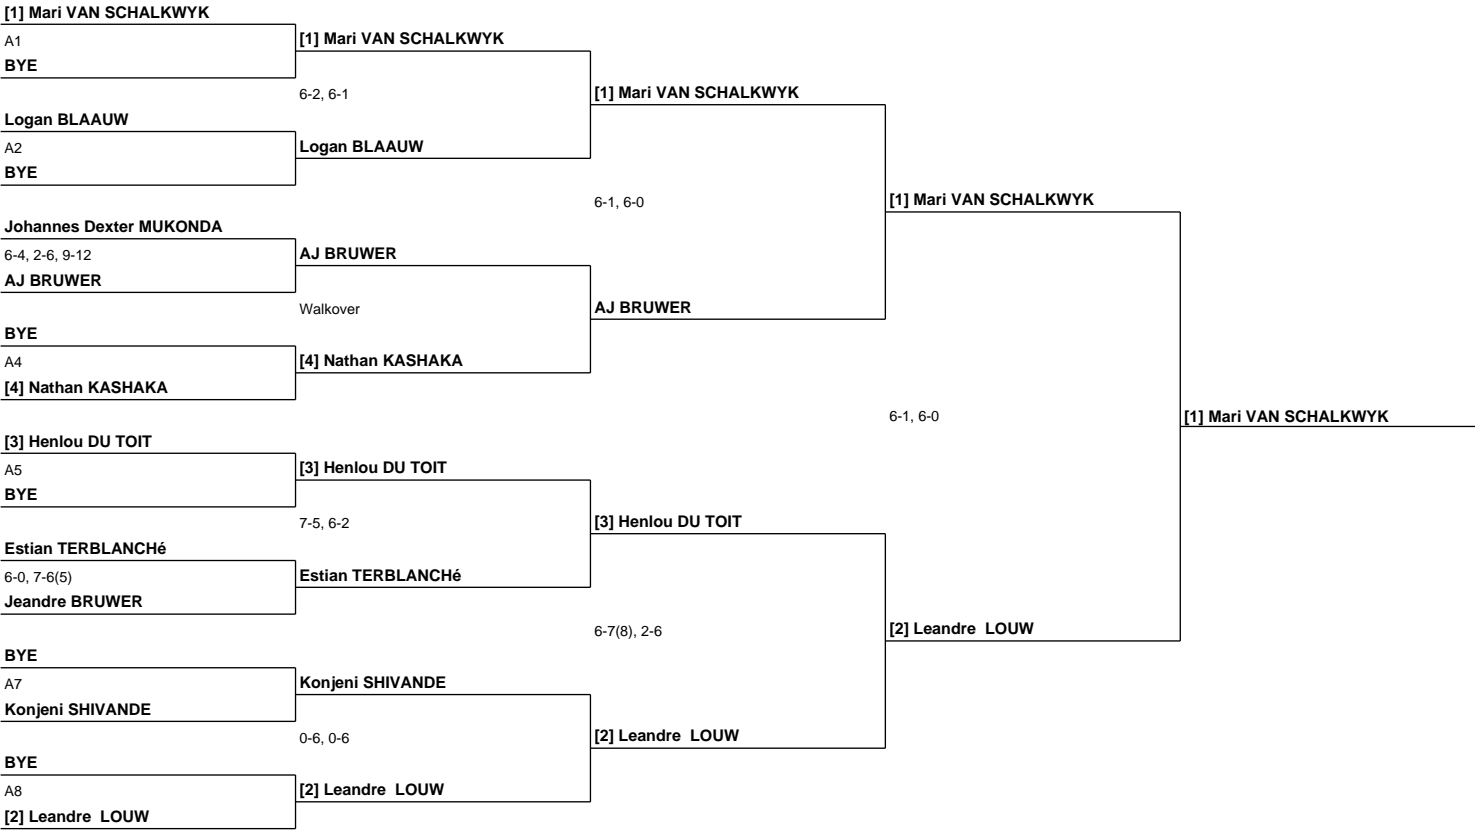 [1] Mari VAN SCHALKWYK
A1
BYE
Logan BLAAUW
A2
BYE
Johannes Dexter MUKONDA
6-4, 2-6, 9-12
AJ BRUWER
BYE
A4
[4] Nathan KASHAKA
[3] Henlou DU TOIT
A5
BYE
Estian TERBLANCHé
6-0, 7-6(5)
Jeandre BRUWER
BYE
A7
Konjeni SHIVANDE
BYE
A8
[2] Leandre LOUW
[1] Mari VAN SCHALKWYK
6-2, 6-1
Logan BLAAUW
AJ BRUWER
Walkover
[4] Nathan KASHAKA
[3] Henlou DU TOIT
7-5, 6-2
Estian TERBLANCHé
Konjeni SHIVANDE
0-6, 0-6
[2] Leandre LOUW
[1] Mari VAN SCHALKWYK
6-1, 6-0
AJ BRUWER
[3] Henlou DU TOIT
6-7(8), 2-6
[2] Leandre LOUW
[1] Mari VAN SCHALKWYK
6-1, 6-0
[2] Leandre LOUW
[1] Mari VAN SCHALKWYK